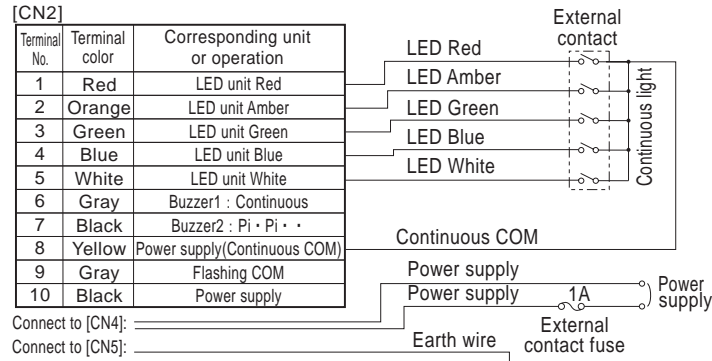 [CN2]
Terminal No. Terminal color Corresponding unit or operation
1 Red LED unit Red
2 Orange LED unit Amber
3 Green LED unit Green
4 Blue LED unit Blue
5 White LED unit White
6 Gray Buzzer1 : Continuous
7 Black Buzzer2 : Pi・Pi・・
8 Yellow Power supply(Continuous COM)
9 Gray Flashing COM
10 Black Power supply
External contact
LED Red
LED Amber
LED Green
LED Blue
LED White
Continuous light
Continuous COM
Power supply
Power supply 1A
Power supply
External contact fuse
Connect to [CN4]:
Connect to [CN5]:
Earth wire